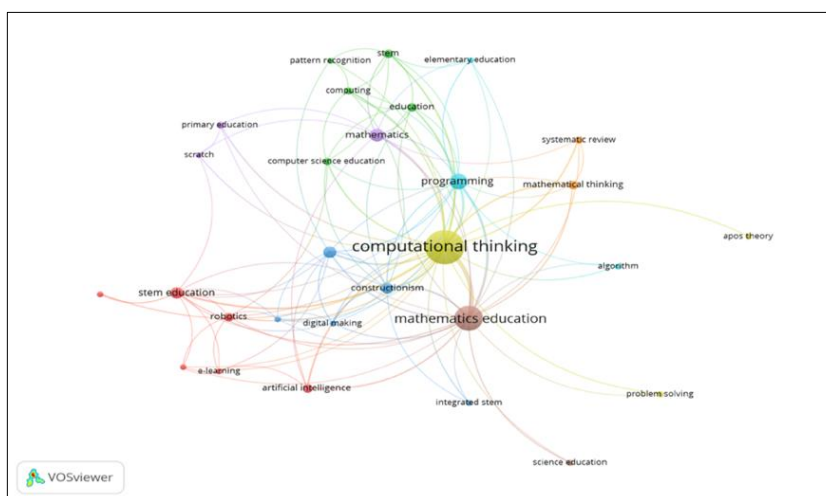 stem
pattern recognition
elementary education
computing
education
primary education
mathematics
systematic review
scratch
computer science education
programming
mathematical thinking
computational thinking
apos theory
algorithm
stem education
constructionism
robotics
digital making
mathematics education
e-learning
artificial intelligence
problem solving
integrated stem
science education
VOSviewer